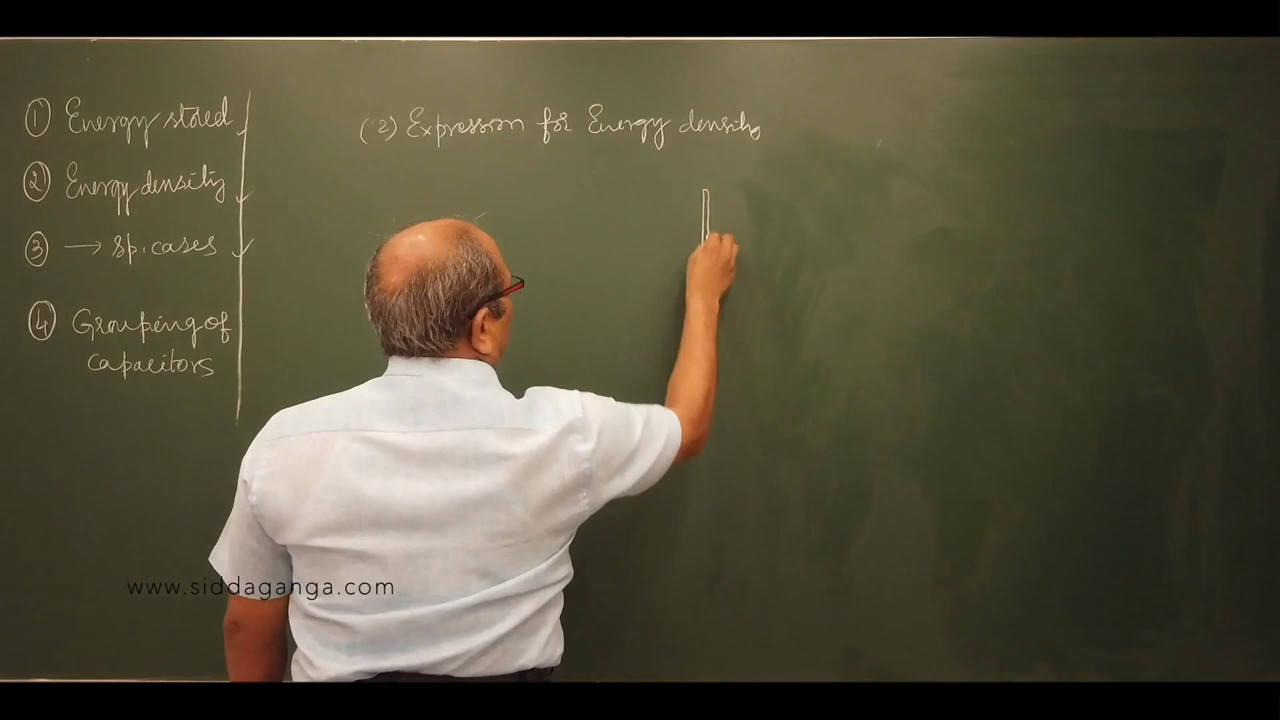 ① Energy stored
② Energy density
③ → sp. cases
④ Grouping of
capacitors
(2) Expression for Energy density
www.siddaganga.com